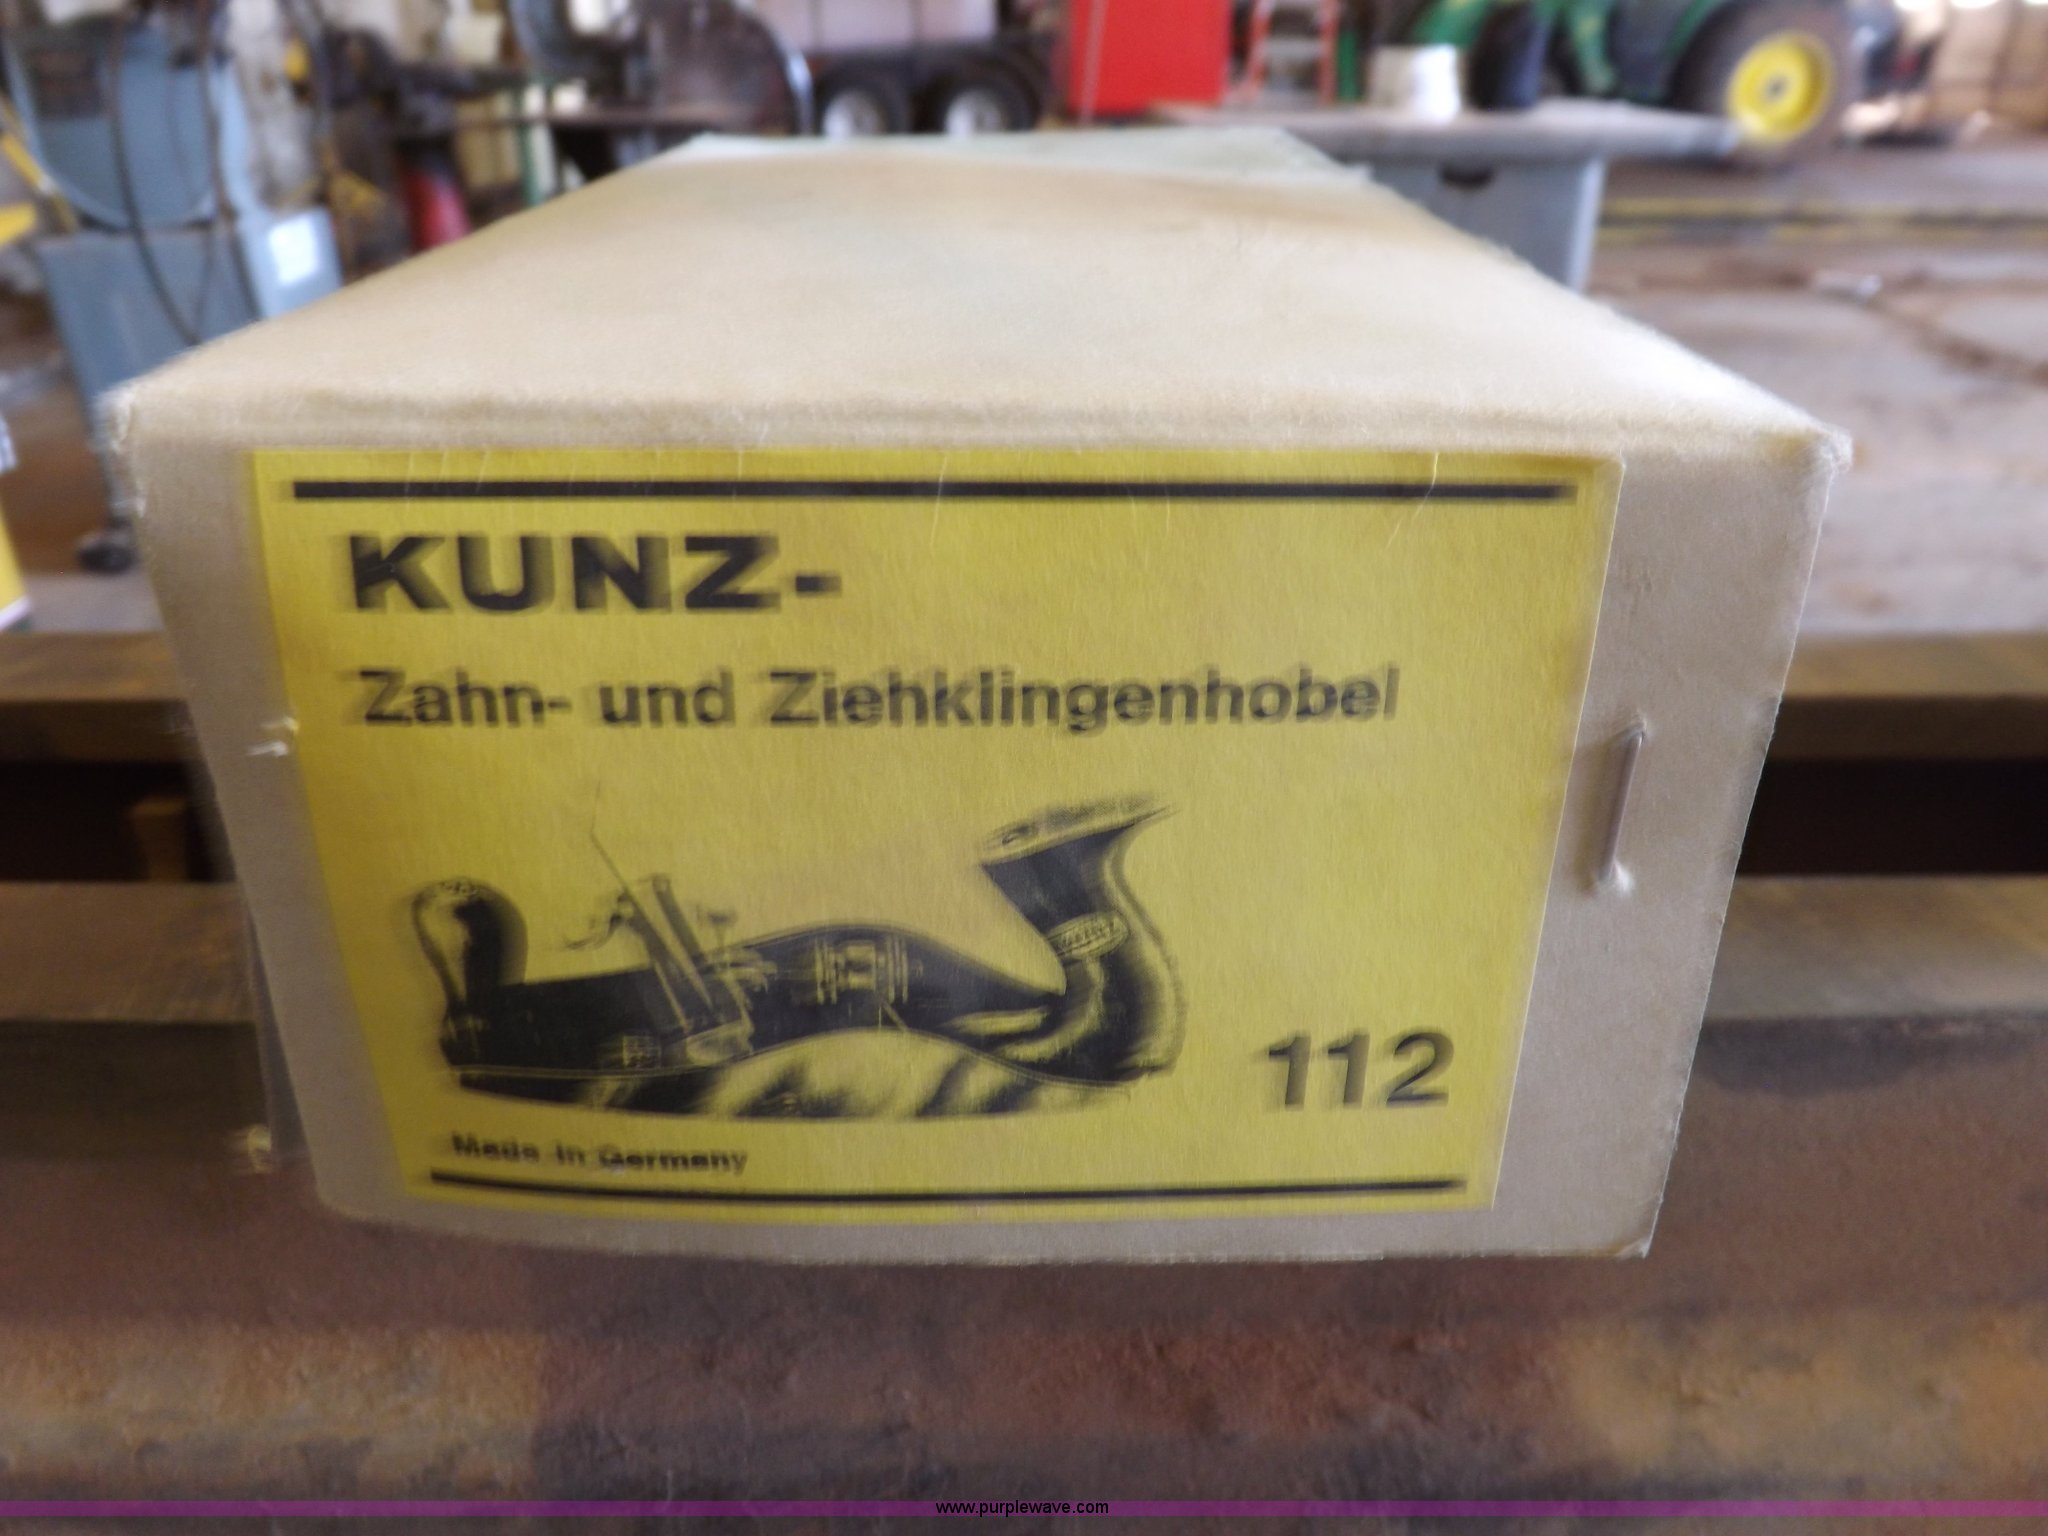 KUNZ-
Zahn- und Ziehklingenhobel
112
Made in Germany
www.purplewave.com